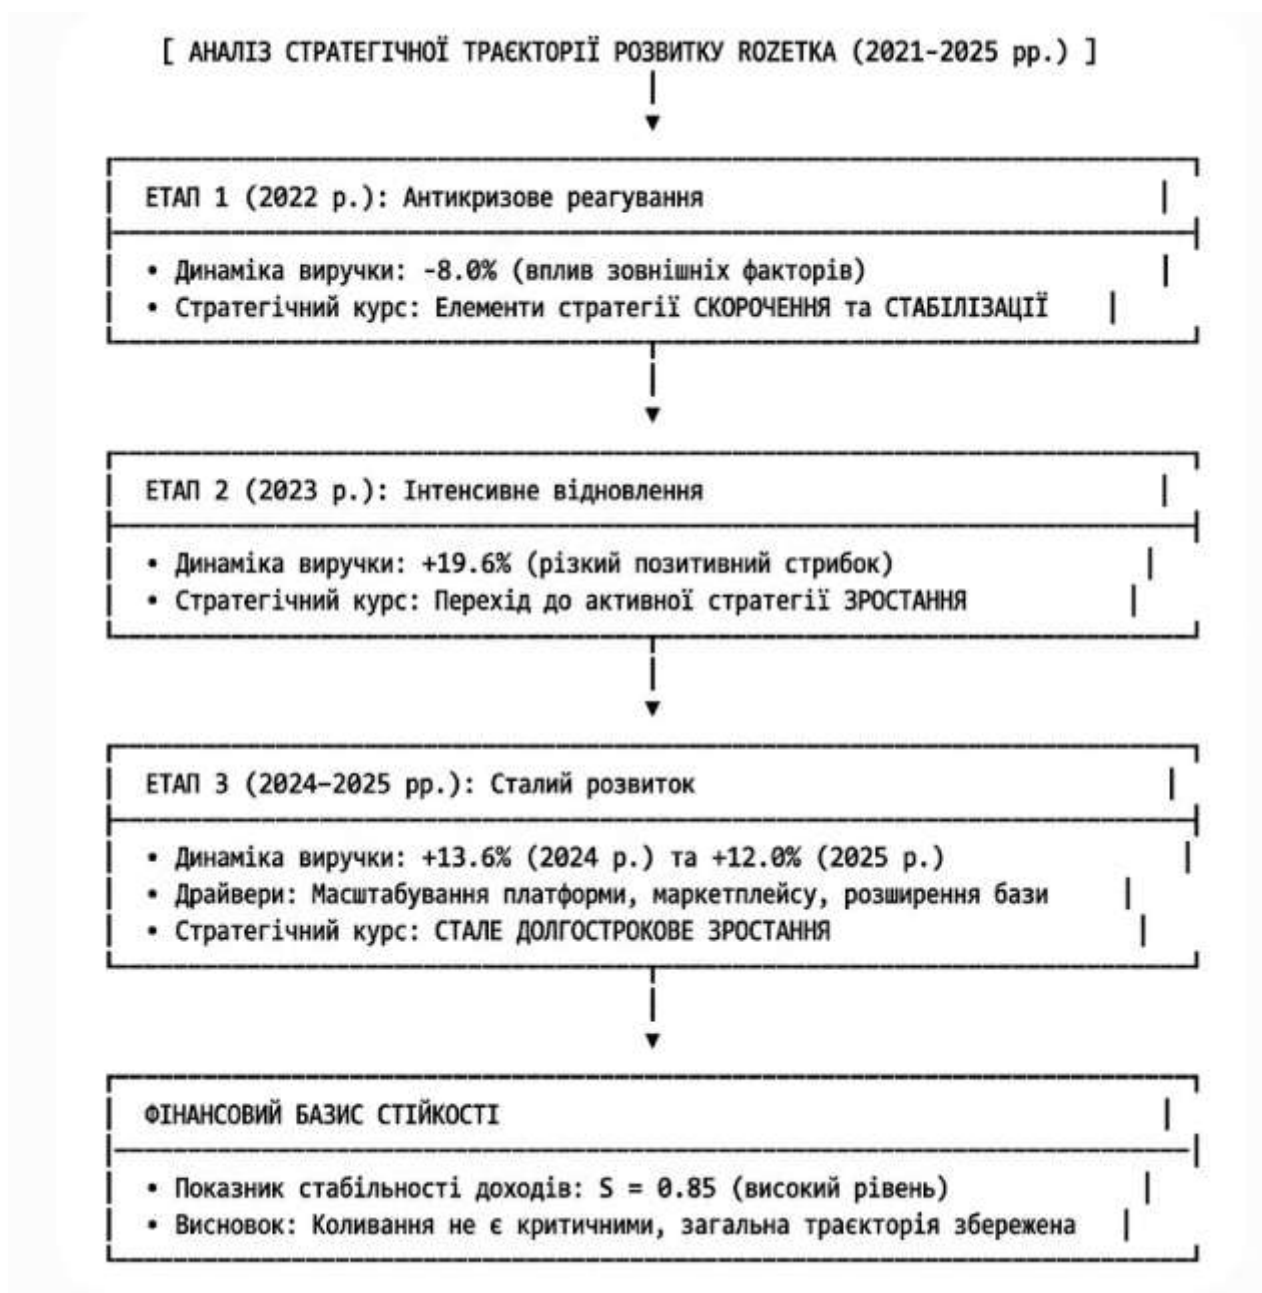 [ АНАЛІЗ СТРАТЕГІЧНОЇ ТРАЄКТОРІЇ РОЗВИТКУ ROZETKA (2021-2025 рр.) ]
ЕТАП 1 (2022 р.): Антикризове реагування
• Динаміка виручки: -8.0% (вплив зовнішніх факторів)
• Стратегічний курс: Елементи стратегії СКОРОЧЕННЯ та СТАБІЛІЗАЦІЇ
ЕТАП 2 (2023 р.): Інтенсивне відновлення
• Динаміка виручки: +19.6% (різкий позитивний стрибок)
• Стратегічний курс: Перехід до активної стратегії ЗРОСТАННЯ
ЕТАП 3 (2024–2025 рр.): Сталий розвиток
• Динаміка виручки: +13.6% (2024 р.) та +12.0% (2025 р.)
• Драйвери: Масштабування платформи, маркетплейсу, розширення бази
• Стратегічний курс: СТАЛЕ ДОЛГОСТРОКОВЕ ЗРОСТАННЯ
ФІНАНСОВИЙ БАЗИС СТІЙКОСТІ
• Показник стабільності доходів: S = 0.85 (високий рівень)
• Висновок: Коливання не є критичними, загальна траєкторія збережена